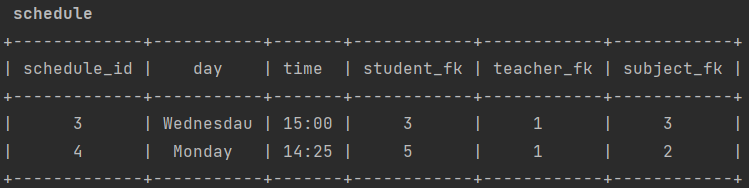 schedule
+-------------+-----------+-------+------------+------------+------------+
| schedule_id |    day    | time  | student_fk | teacher_fk | subject_fk |
+-------------+-----------+-------+------------+------------+------------+
|      3      | Wednesdau | 15:00 |     3      |     1      |     3      |
|      4      |  Monday   | 14:25 |     5      |     1      |     2      |
+-------------+-----------+-------+------------+------------+------------+